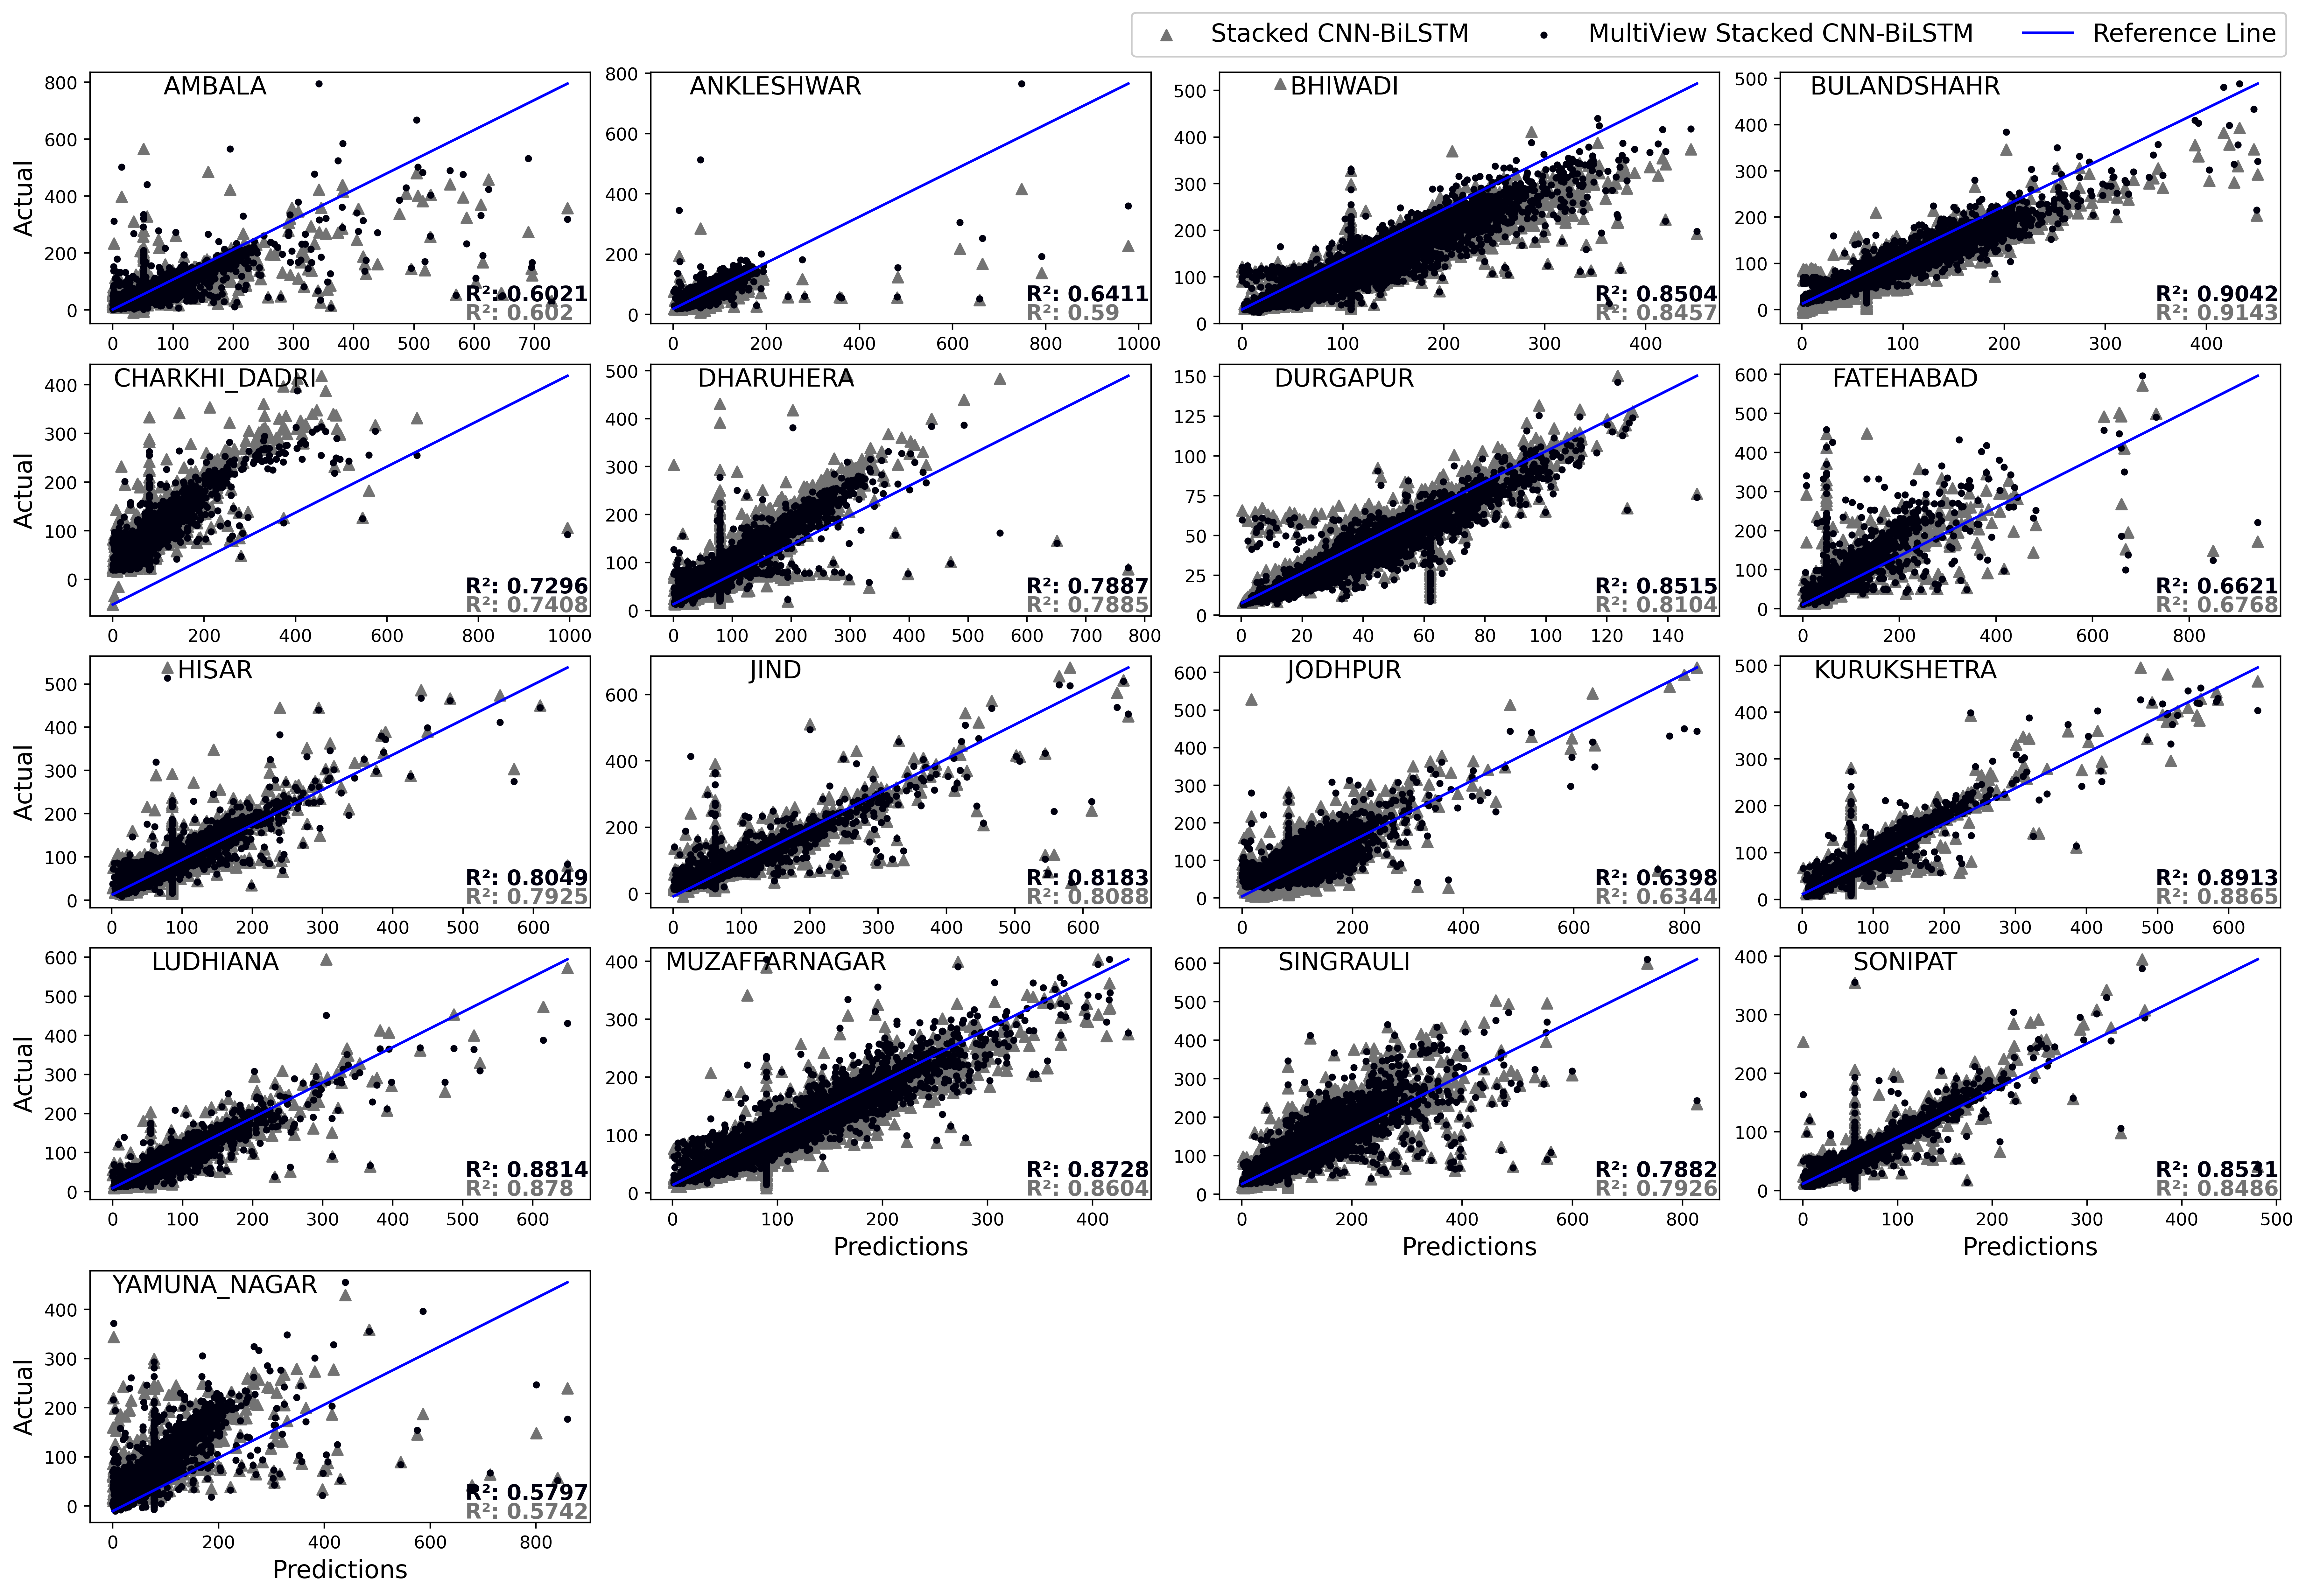 Stacked CNN-BiLSTM MultiView Stacked CNN-BiLSTM Reference Line
AMBALA
Actual
800
600
400
200
0
0 100 200 300 400 500 600 700
R²: 0.6021
R²: 0.602
ANKLESHWAR
800
600
400
200
0
0 200 400 600 800 1000
R²: 0.6411
R²: 0.59
BHIWADI
500
400
300
200
100
0
0 100 200 300 400
R²: 0.8504
R²: 0.8457
BULANDSHAHR
500
400
300
200
100
0
0 100 200 300 400
R²: 0.9042
R²: 0.9143
CHARKHI_DADRI
Actual
400
300
200
100
0
0 200 400 600 800 1000
R²: 0.7296
R²: 0.7408
DHARUHERA
500
400
300
200
100
0
0 100 200 300 400 500 600 700 800
R²: 0.7887
R²: 0.7885
DURGAPUR
150
125
100
75
50
25
0
0 20 40 60 80 100 120 140
R²: 0.8515
R²: 0.8104
FATEHABAD
600
500
400
300
200
100
0
0 200 400 600 800
R²: 0.6621
R²: 0.6768
HISAR
Actual
500
400
300
200
100
0
0 100 200 300 400 500 600
R²: 0.8049
R²: 0.7925
JIND
600
400
200
0
0 100 200 300 400 500 600
R²: 0.8183
R²: 0.8088
JODHPUR
600
500
400
300
200
100
0
0 200 400 600 800
R²: 0.6398
R²: 0.6344
KURUKSHETRA
500
400
300
200
100
0
0 100 200 300 400 500 600
R²: 0.8913
R²: 0.8865
LUDHIANA
Actual
600
500
400
300
200
100
0
0 100 200 300 400 500 600
R²: 0.8814
R²: 0.878
MUZAFFARNAGAR
400
300
200
100
0
0 100 200 300 400
R²: 0.8728
R²: 0.8604
Predictions
SINGRAULI
600
500
400
300
200
100
0
0 200 400 600 800
R²: 0.7882
R²: 0.7926
Predictions
SONIPAT
400
300
200
100
0
0 100 200 300 400 500
R²: 0.8531
R²: 0.8486
Predictions
YAMUNA_NAGAR
Actual
400
300
200
100
0
0 200 400 600 800
R²: 0.5797
R²: 0.5742
Predictions